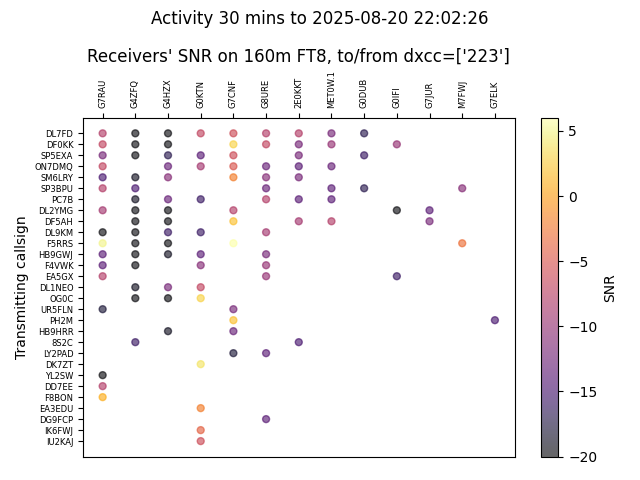 Activity 30 mins to 2025-08-20 22:02:26
Receivers' SNR on 160m FT8, to/from dxcc=['223']
G7RAU
G4ZFQ
G4HZX
G0KTN
G7CNF
G8URE
2E0KKT
MET0W.1
G0DUB
G0IFI
G7JUR
M7FWJ
G7ELK
Transmitting callsign
DL7FD
DF0KK
SP5EXA
ON7DMQ
SM6LRY
SP3BPU
PC7B
DL2YMG
DF5AH
DL9KM
F5RRS
HB9GWJ
F4VWK
EA5GX
DL1NEO
OG0C
UR5FLN
PH2M
HB9HRR
8S2C
LY2PAD
DK7ZT
YL2SW
DD7EE
F8BON
EA3EDU
DG9FCP
IK6FWJ
IU2KAJ
5
0
−5
−10
−15
−20
SNR